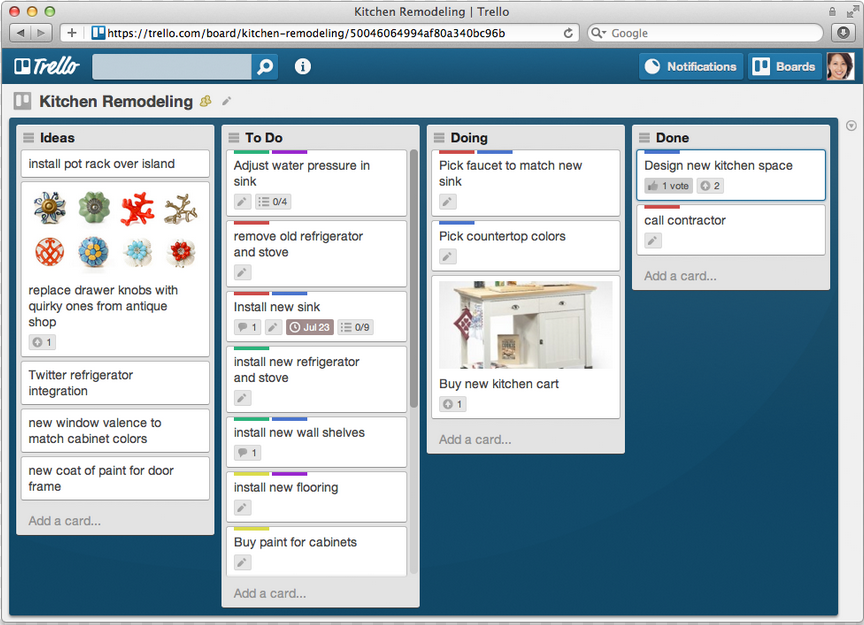 Kitchen Remodeling | Trello
https://trello.com/board/kitchen-remodeling/50046064994af80a340bc96b
Google
Trello
Notifications
Boards
Kitchen Remodeling
Ideas
install pot rack over island
replace drawer knobs with
quirky ones from antique
shop
1
Twitter refrigerator
integration
new window valence to
match cabinet colors
new coat of paint for door
frame
Add a card...
To Do
Adjust water pressure in
sink
0/4
remove old refrigerator
and stove
Install new sink
1 Jul 23 0/9
install new refrigerator
and stove
install new wall shelves
1
install new flooring
Buy paint for cabinets
Add a card...
Doing
Pick faucet to match new
sink
Pick countertop colors
Buy new kitchen cart
1
Add a card...
Done
Design new kitchen space
1 vote 2
call contractor
Add a card...